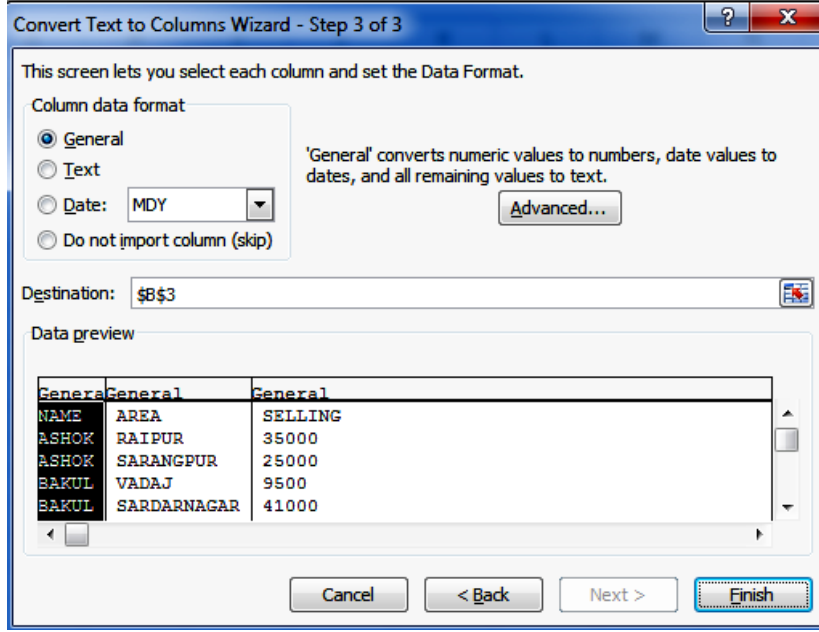 Convert Text to Columns Wizard - Step 3 of 3
?
X
This screen lets you select each column and set the Data Format.
Column data format
General
Text
Date: MDY
Do not import column (skip)
'General' converts numeric values to numbers, date values to
dates, and all remaining values to text.
Advanced...
Destination: $B$3
Data preview
Genera General General
NAME AREA SELLING
ASHOK RAIPUR 35000
ASHOK SARANGPUR 25000
BAKUL VADAJ 9500
BAKUL SARDARNAGAR 41000
Cancel < Back Next > Finish